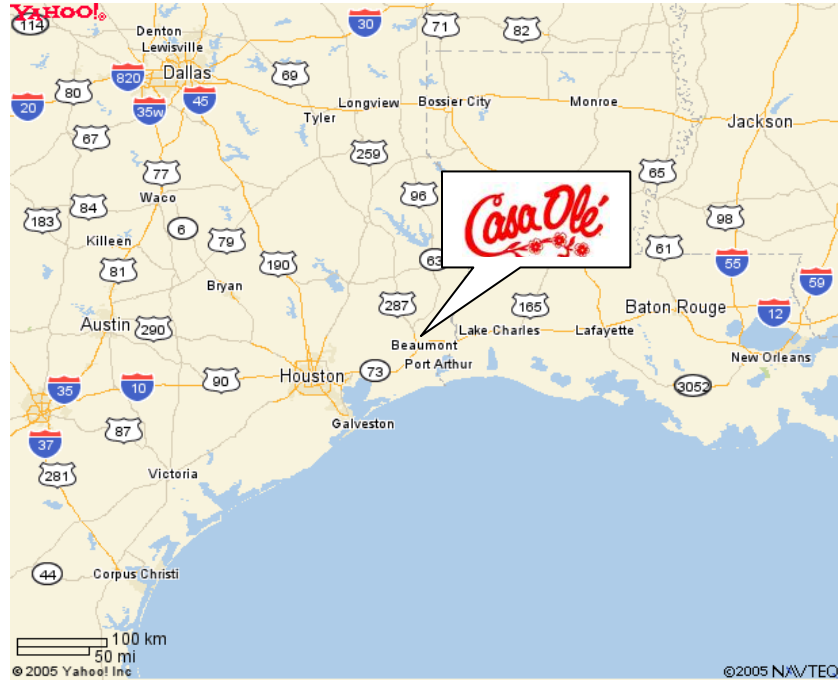 YAHOO!
114
Denton
30
71
82
Lewisville
Dallas
820
69
80
20
35W
45
Longview
Bossier City
Monroe
Tyler
Jackson
67
259
77
65
96
Waco
84
Casa Olé
183
6
98
79
Killeen
61
63
190
55
81
59
Bryan
287
165
Baton Rouge
12
Austin
290
Lake Charles
Lafayette
Beaumont
New Orleans
Port Arthur
Houston
73
90
35
10
3052
Galveston
87
37
281
Victoria
44
Corpus Christi
100 km
50 mi
© 2005 Yahoo! Inc
©2005 NAVTEQ